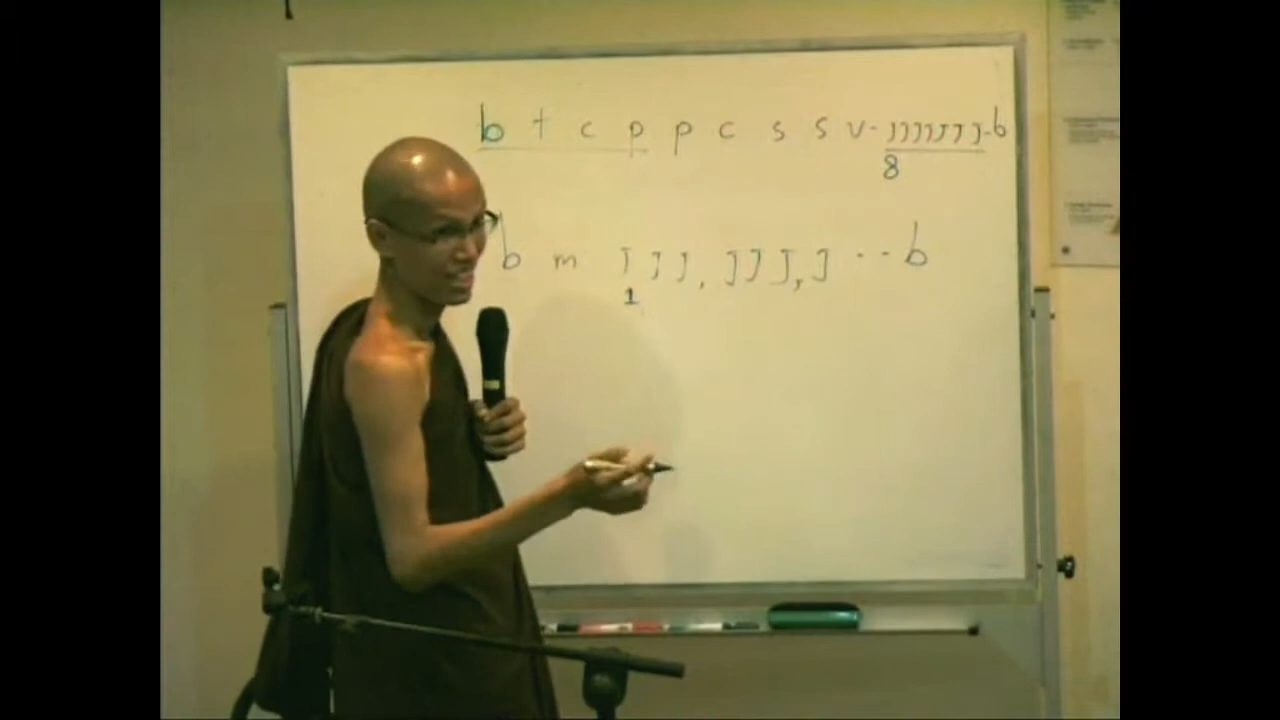 b t c p p c s s v - J J J J J J J - b
8
b m J J J , J J J , J - - b
1